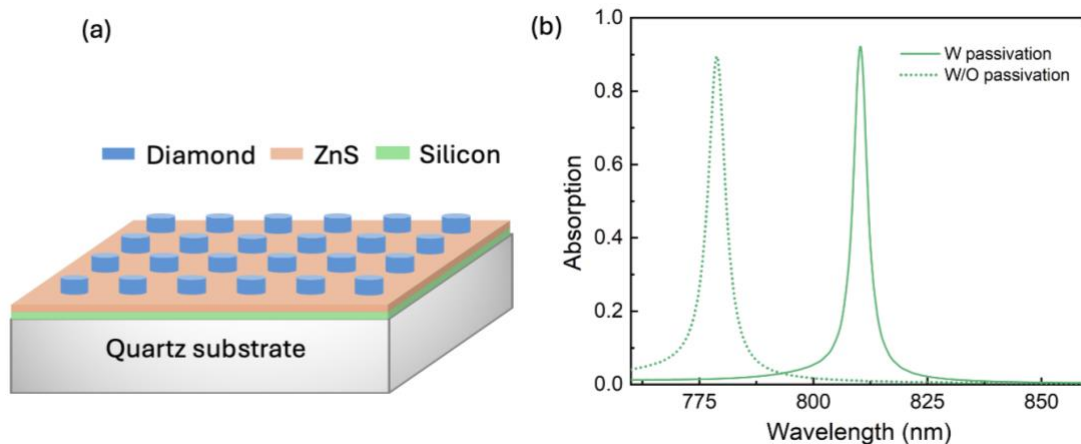 (a)
Diamond ZnS Silicon
Quartz substrate
(b)
W passivation
W/O passivation
Absorption
1.0
0.8
0.6
0.4
0.2
0.0
775 800 825 850
Wavelength (nm)